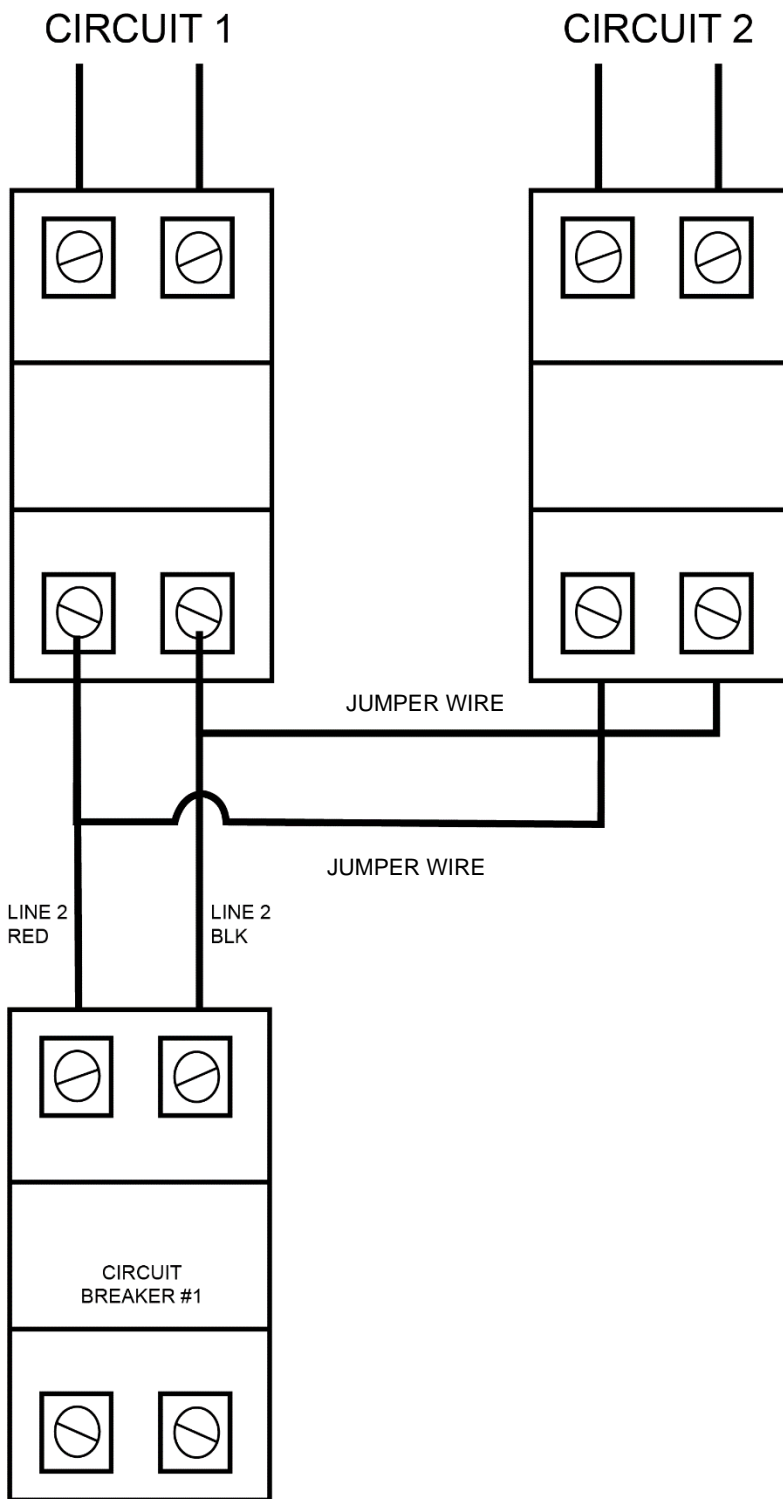 CIRCUIT 1
CIRCUIT 2
JUMPER WIRE
JUMPER WIRE
LINE 2
RED
LINE 2
BLK
CIRCUIT
BREAKER #1